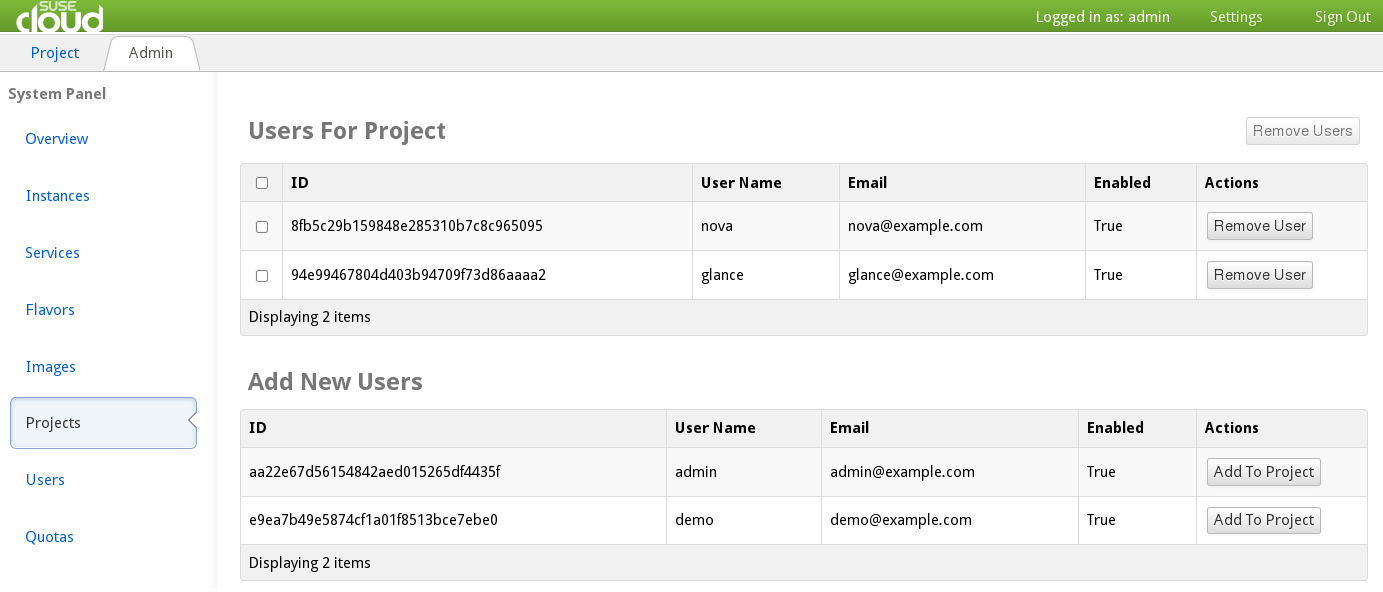 SUSE
cloud
Logged in as: admin Settings Sign Out
Project Admin
System Panel
Overview
Instances
Services
Flavors
Images
Projects
Users
Quotas
Users For Project Remove Users
ID User Name Email Enabled Actions
8fb5c29b159848e285310b7c8c965095 nova nova@example.com True Remove User
94e99467804d403b94709f73d86aaaa2 glance glance@example.com True Remove User
Displaying 2 items
Add New Users
ID User Name Email Enabled Actions
aa22e67d56154842aed015265df4435f admin admin@example.com True Add To Project
e9ea7b49e5874cf1a01f8513bce7ebe0 demo demo@example.com True Add To Project
Displaying 2 items